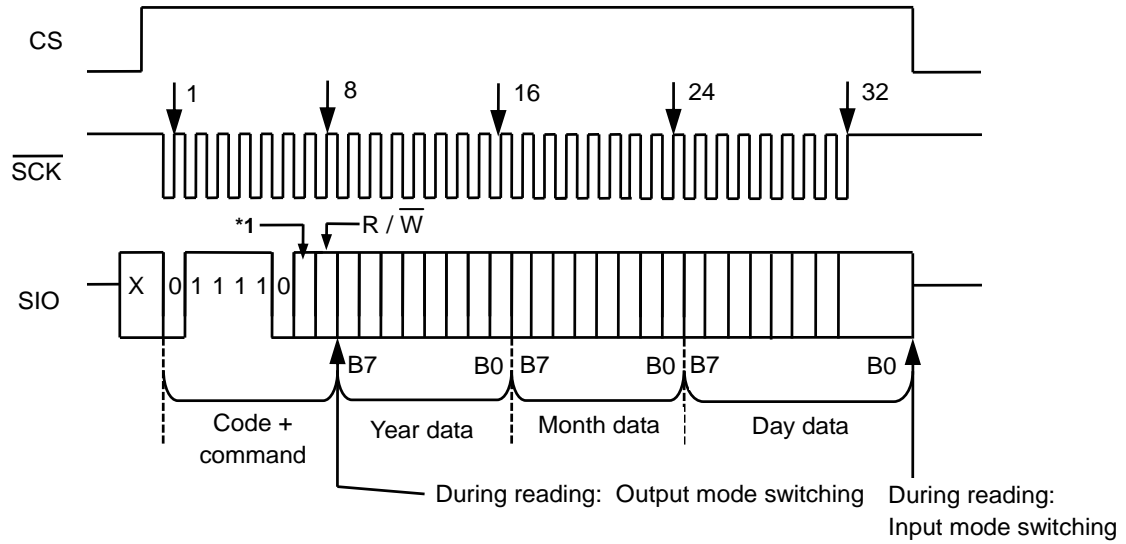 CS
1
8
16
24
32
SCK
*1
R / W
SIO
X
0 1 1 1 1 0
B7
B0
B7
B0
B7
B0
Code +
command
Year data
Month data
Day data
During reading: Output mode switching
During reading:
Input mode switching